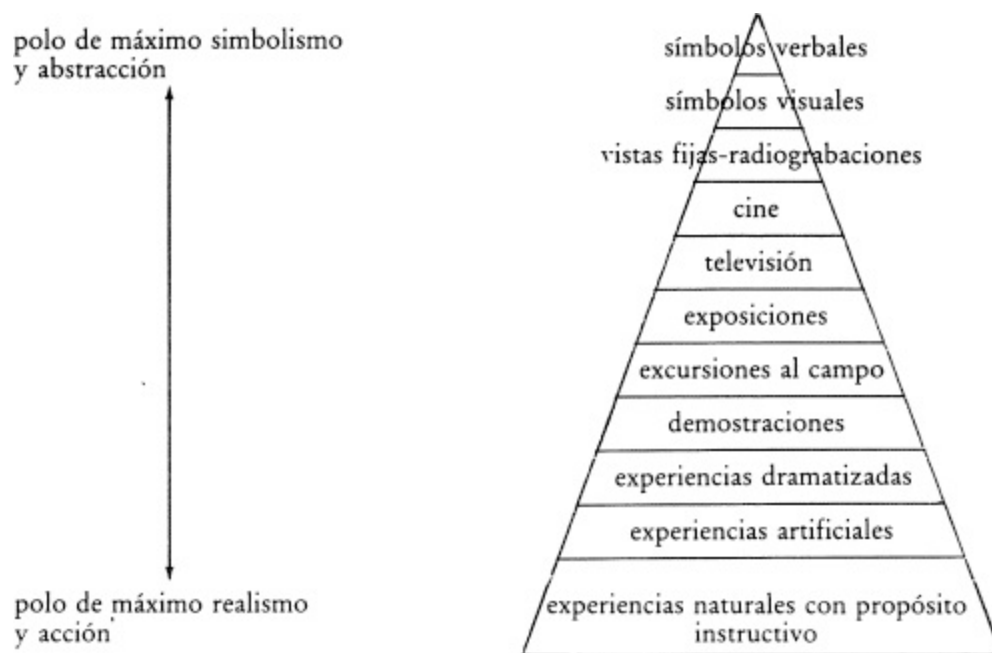 polo de máximo simbolismo
y abstracción
símbolos verbales
símbolos visuales
vistas fijas-radiograbaciones
cine
televisión
exposiciones
excursiones al campo
demostraciones
experiencias dramatizadas
experiencias artificiales
polo de máximo realismo
y acción
experiencias naturales con propósito
instructivo